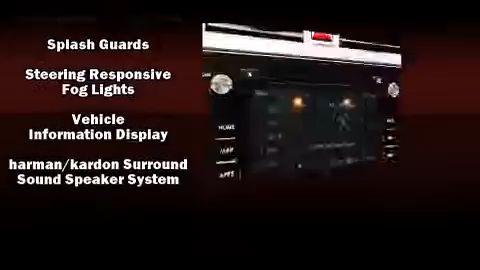 Splash Guards
Steering Responsive
Fog Lights
Vehicle
Information Display
harman/kardon Surround
Sound Speaker System
HOME
MAP
APPS